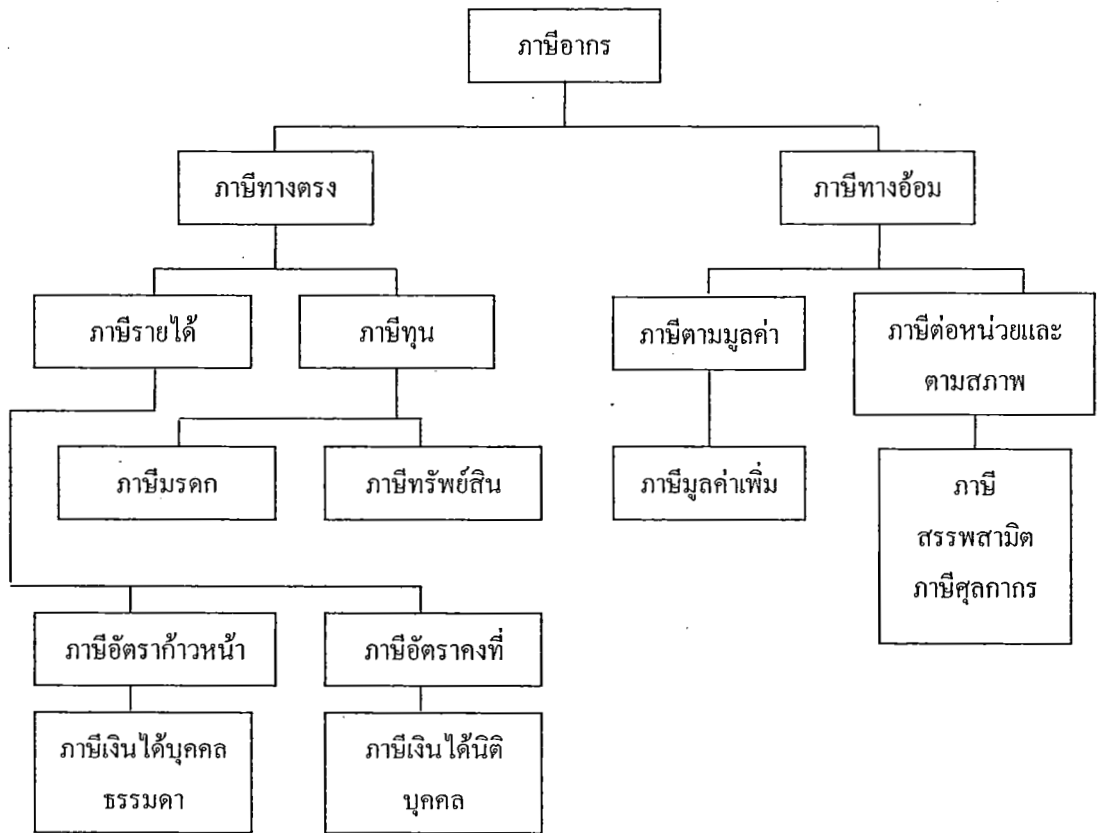 ภาษีอากร
ภาษีทางตรง
ภาษีทางอ้อม
ภาษีรายได้
ภาษีทุน
ภาษีตามมูลค่า
ภาษีต่อหน่วยและ
ตามสภาพ
ภาษีมรดก
ภาษีทรัพย์สิน
ภาษีมูลค่าเพิ่ม
ภาษี
สรรพสามิต
ภาษีศุลกากร
ภาษีอัตราก้าวหน้า
ภาษีอัตราคงที่
ภาษีเงินได้บุคคล
ธรรมดา
ภาษีเงินได้นิติ
บุคคล